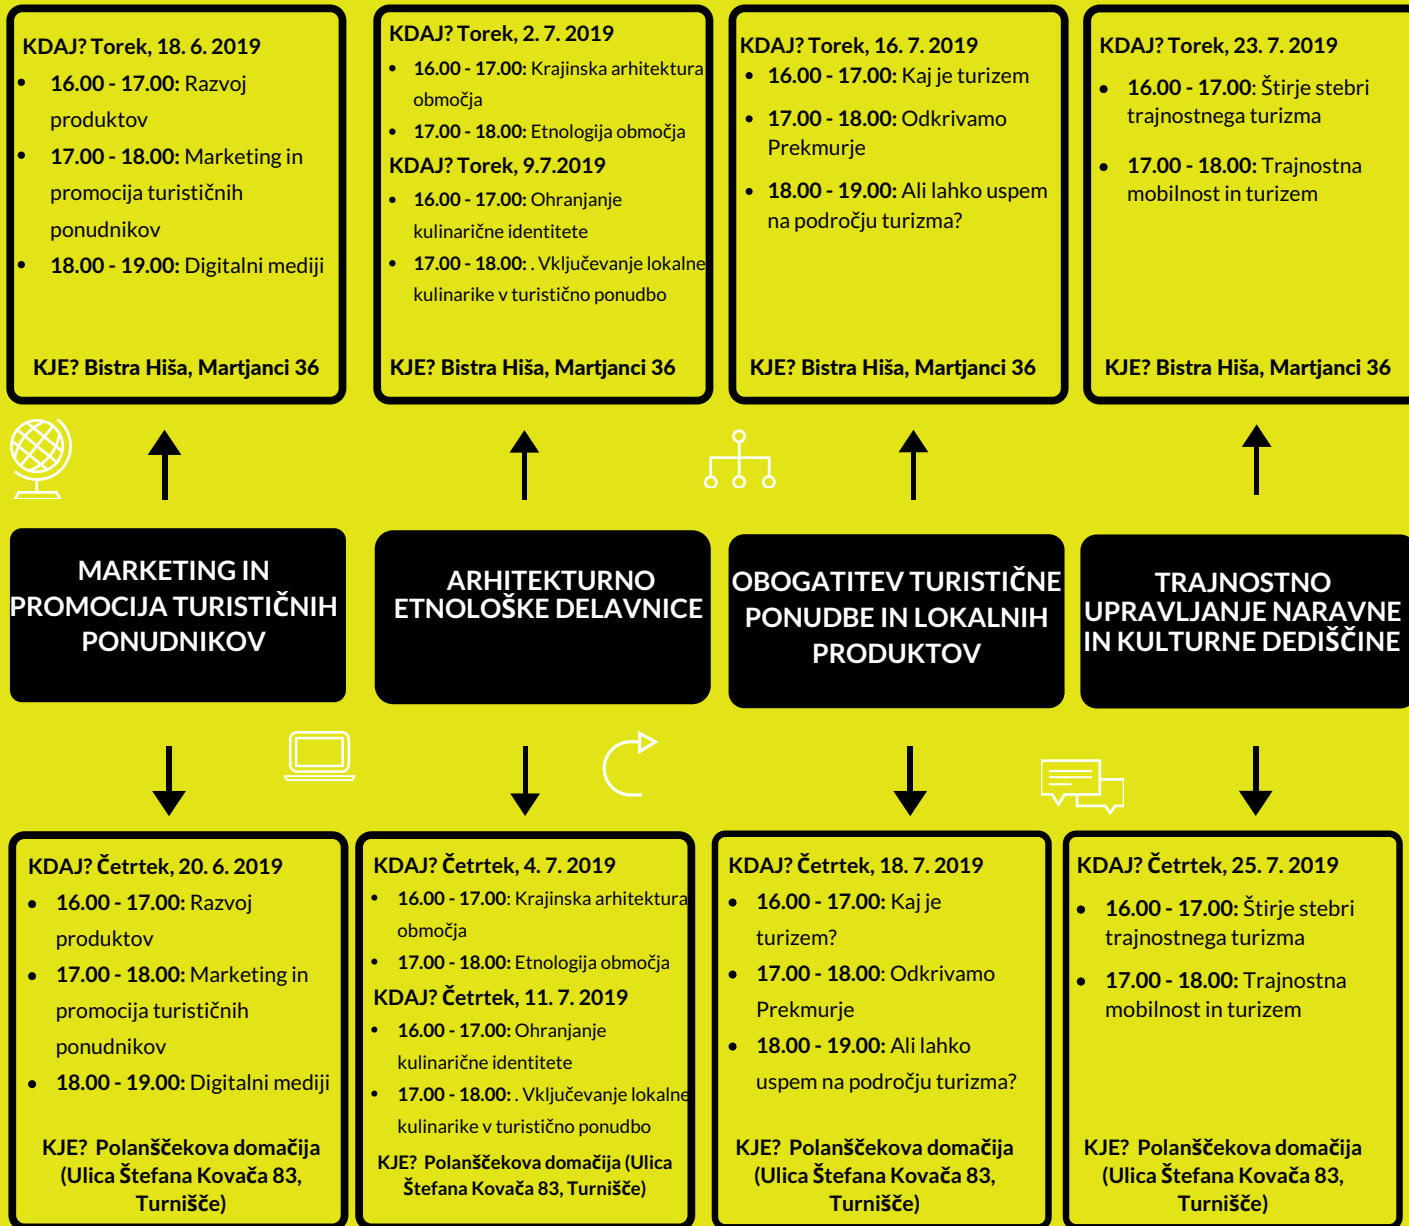 KDAJ? Torek, 18. 6. 2019
16.00 - 17.00: Razvoj
produktov
17.00 - 18.00: Marketing in
promocija turističnih
ponudnikov
18.00 - 19.00: Digitalni mediji
KJE? Bistra Hiša, Martjanci 36
KDAJ? Torek, 2. 7. 2019
16.00 - 17.00: Krajinska arhitektura
območja
17.00 - 18.00: Etnologija območja
KDAJ? Torek, 9.7.2019
16.00 - 17.00: Ohranjanje
kulinarične identitete
17.00 - 18.00: . Vključevanje lokalne
kulinarike v turistično ponudbo
KJE? Bistra Hiša, Martjanci 36
KDAJ? Torek, 16. 7. 2019
16.00 - 17.00: Kaj je turizem
17.00 - 18.00: Odkrivamo
Prekmurje
18.00 - 19.00: Ali lahko uspem
na področju turizma?
KJE? Bistra Hiša, Martjanci 36
KDAJ? Torek, 23. 7. 2019
16.00 - 17.00: Štirje stebri
trajnostnega turizma
17.00 - 18.00: Trajnostna
mobilnost in turizem
KJE? Bistra Hiša, Martjanci 36
MARKETING IN
PROMOCIJA TURISTIČNIH
PONUDNIKOV
ARHITEKTURNO
ETNOLOŠKE DELAVNICE
OBOGATITEV TURISTIČNE
PONUDBE IN LOKALNIH
PRODUKTOV
TRAJNOSTNO
UPRAVLJANJE NARAVNE
IN KULTURNE DEDIŠČINE
KDAJ? Četrtek, 20. 6. 2019
16.00 - 17.00: Razvoj
produktov
17.00 - 18.00: Marketing in
promocija turističnih
ponudnikov
18.00 - 19.00: Digitalni mediji
KJE? Polanščekova domačija
(Ulica Štefana Kovača 83,
Turnišče)
KDAJ? Četrtek, 4. 7. 2019
16.00 - 17.00: Krajinska arhitektura
območja
17.00 - 18.00: Etnologija območja
KDAJ? Četrtek, 11. 7. 2019
16.00 - 17.00: Ohranjanje
kulinarične identitete
17.00 - 18.00: . Vključevanje lokalne
kulinarike v turistično ponudbo
KJE? Polanščekova domačija (Ulica
Štefana Kovača 83, Turnišče)
KDAJ? Četrtek, 18. 7. 2019
16.00 - 17.00: Kaj je
turizem?
17.00 - 18.00: Odkrivamo
Prekmurje
18.00 - 19.00: Ali lahko
uspem na področju turizma?
KJE? Polanščekova domačija
(Ulica Štefana Kovača 83,
Turnišče)
KDAJ? Četrtek, 25. 7. 2019
16.00 - 17.00: Štirje stebri
trajnostnega turizma
17.00 - 18.00: Trajnostna
mobilnost in turizem
KJE? Polanščekova domačija
(Ulica Štefana Kovača 83,
Turnišče)